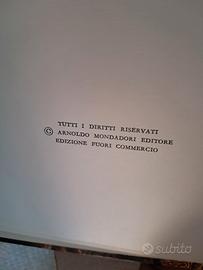 TUTTI I DIRITTI RISERVATI
© ARNOLDO MONDADORI EDITORE
EDIZIONE FUORI COMMERCIO
subito